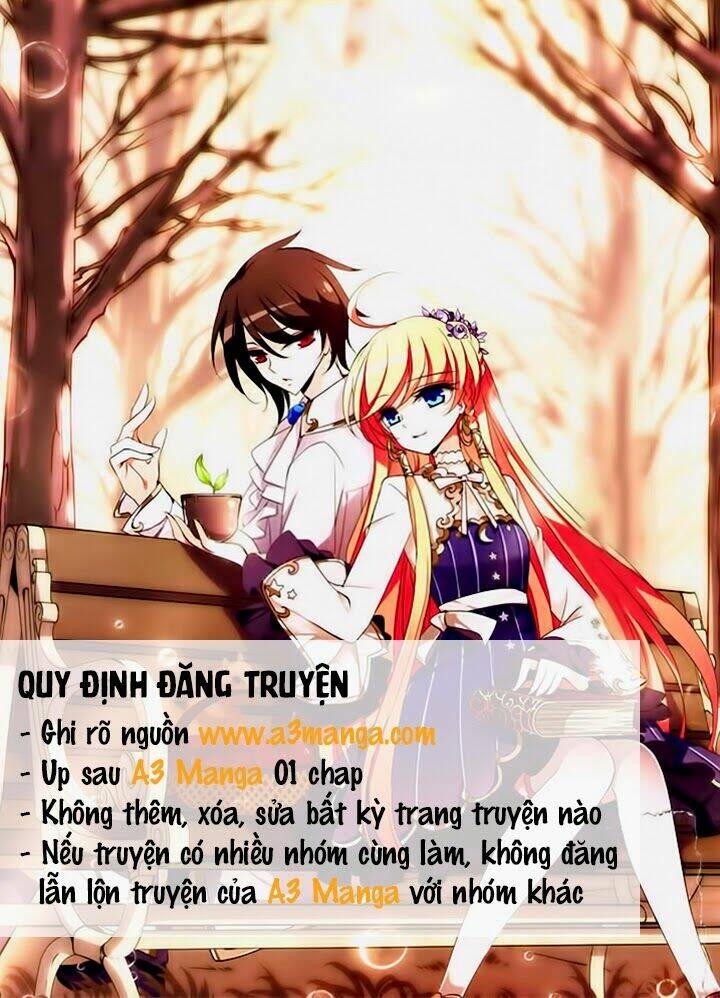 QUY ĐỊNH ĐĂNG TRUYỆN
- Ghi rõ nguồn www.a3manga.com
- Up sau A3 Manga 01 chap
- Không thêm, xóa, sửa bất kỳ trang truyện nào
- Nếu truyện có nhiều nhóm cùng làm, không đăng
lẫn lộn truyện của A3 Manga với nhóm khác